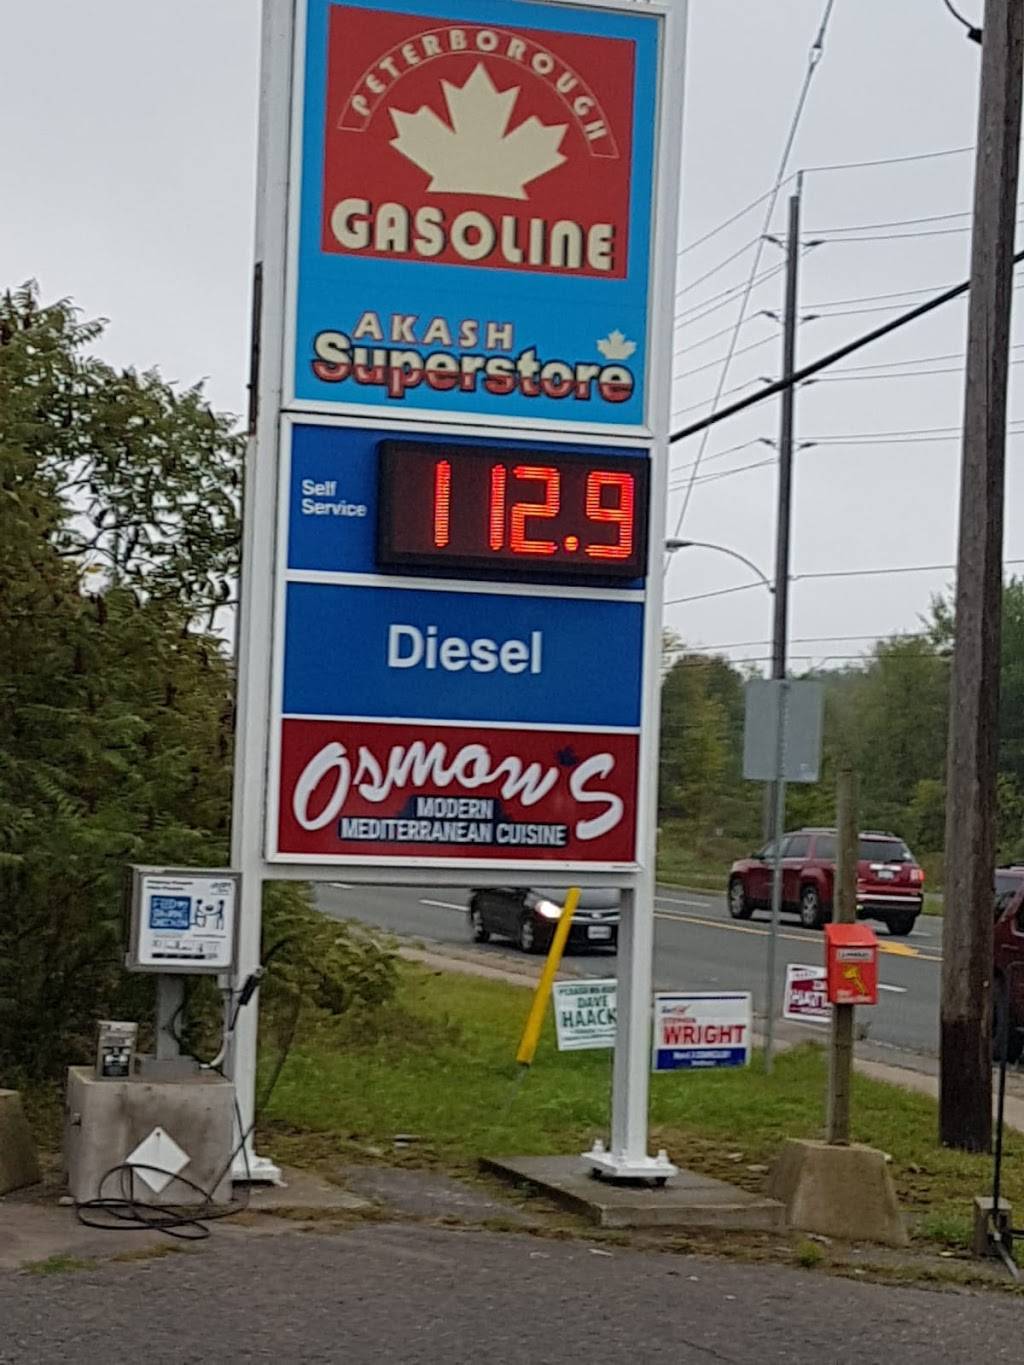 PETERBOROUGH
GASOLINE
AKASH
Superstore
Self
Service
112.9
Diesel
Osmow's
MODERN
MEDITERRANEAN CUISINE
DAVE
HAACK
WRIGHT